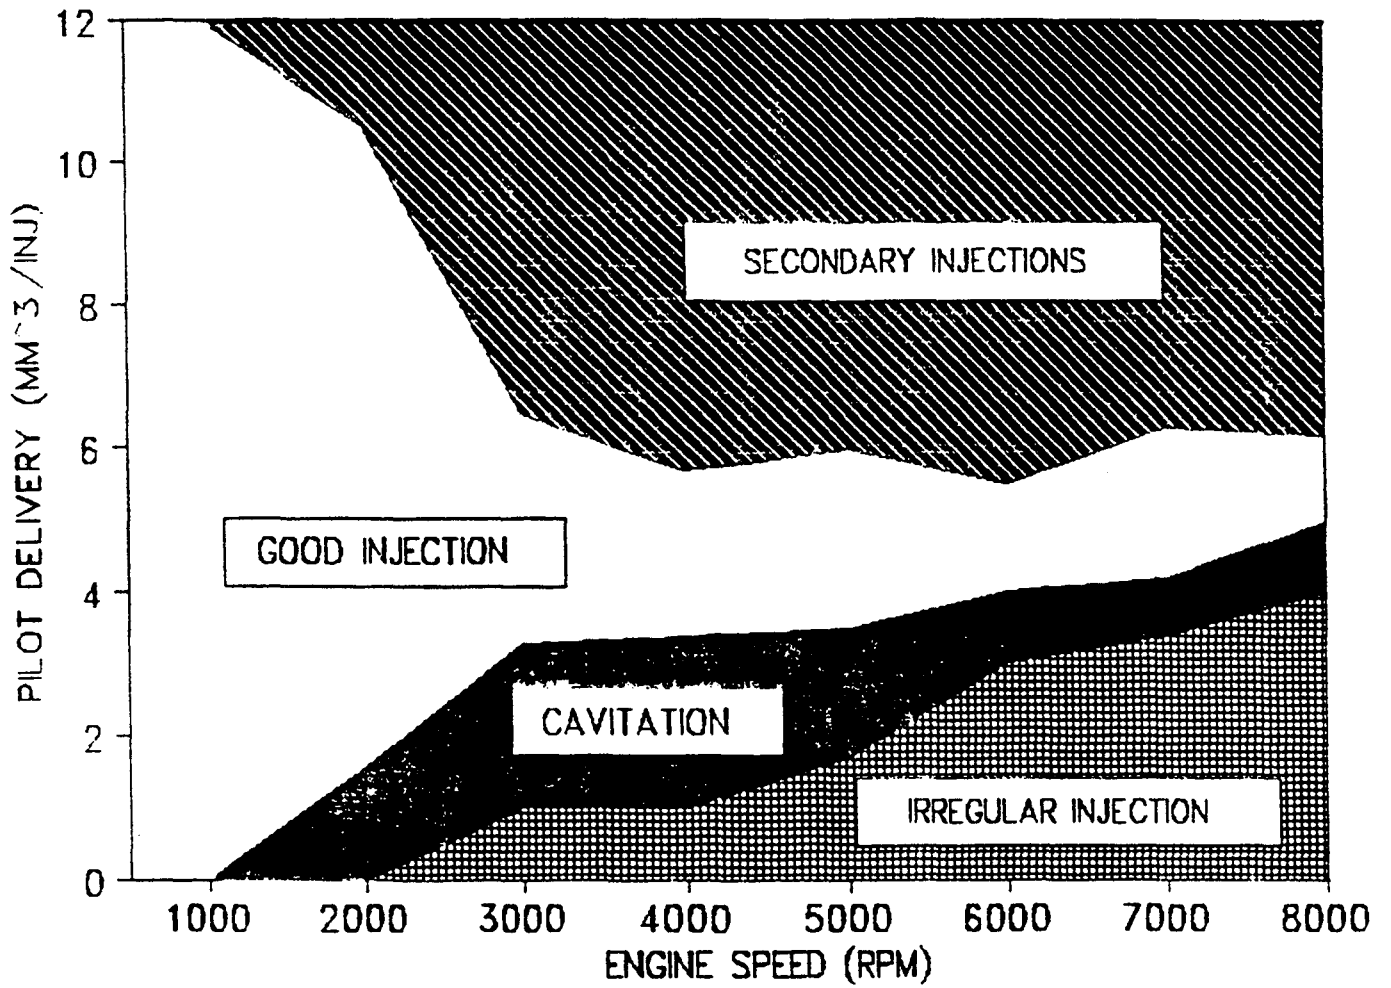 12
10
8
6
4
2
0
PILOT DELIVERY (MM^3/INJ)
SECONDARY INJECTIONS
GOOD INJECTION
CAVITATION
IRREGULAR INJECTION
1000 2000 3000 4000 5000 6000 7000 8000
ENGINE SPEED (RPM)